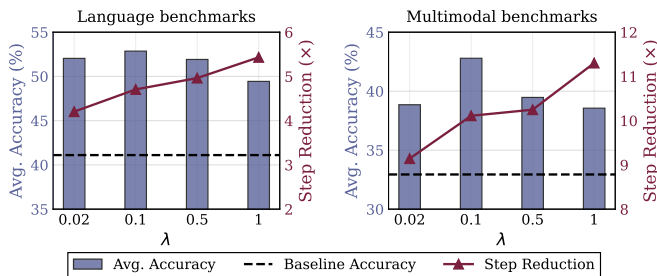 Language benchmarks
Avg. Accuracy (%)
55
50
45
40
35
6
5
4
3
2
Step Reduction (×)
0.02 0.1 0.5 1
λ
Multimodal benchmarks
Avg. Accuracy (%)
45
40
35
30
12
11
10
9
8
Step Reduction (×)
0.02 0.1 0.5 1
λ
Avg. Accuracy Baseline Accuracy Step Reduction